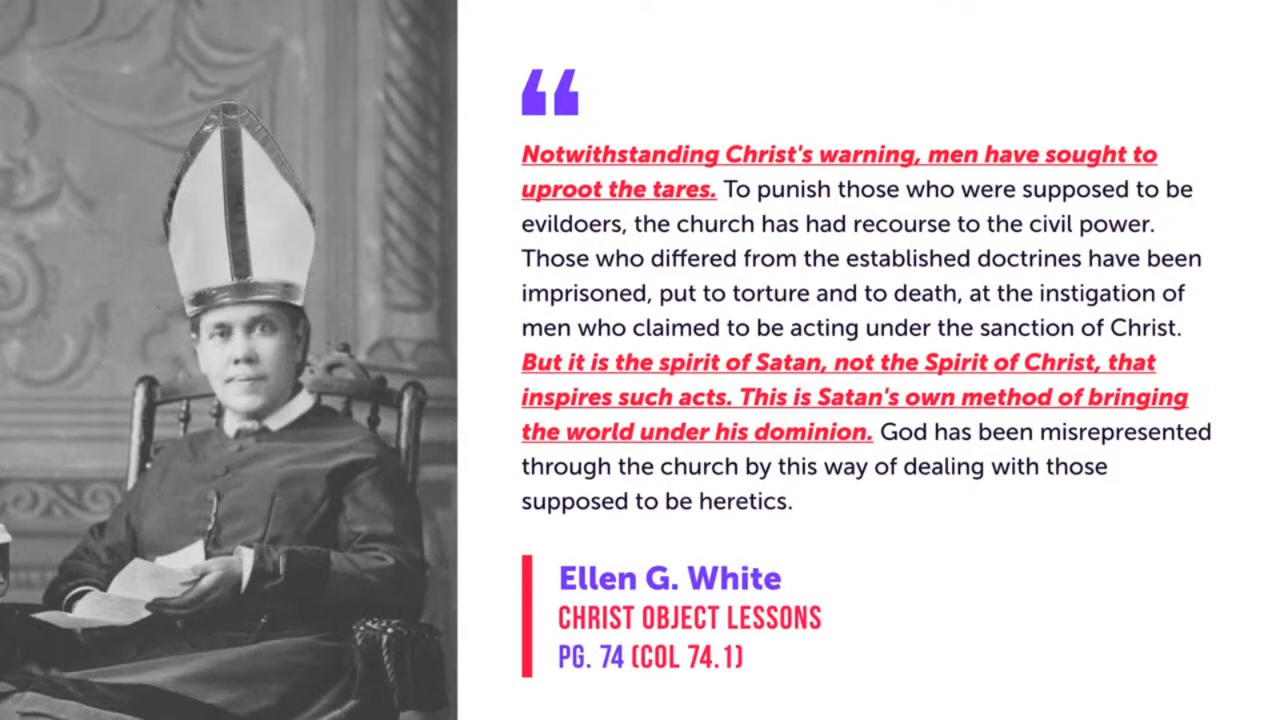 “
Notwithstanding Christ's warning, men have sought to
uproot the tares. To punish those who were supposed to be
evildoers, the church has had recourse to the civil power.
Those who differed from the established doctrines have been
imprisoned, put to torture and to death, at the instigation of
men who claimed to be acting under the sanction of Christ.
But it is the spirit of Satan, not the Spirit of Christ, that
inspires such acts. This is Satan's own method of bringing
the world under his dominion. God has been misrepresented
through the church by this way of dealing with those
supposed to be heretics.
Ellen G. White
CHRIST OBJECT LESSONS
PG. 74 (COL 74.1)